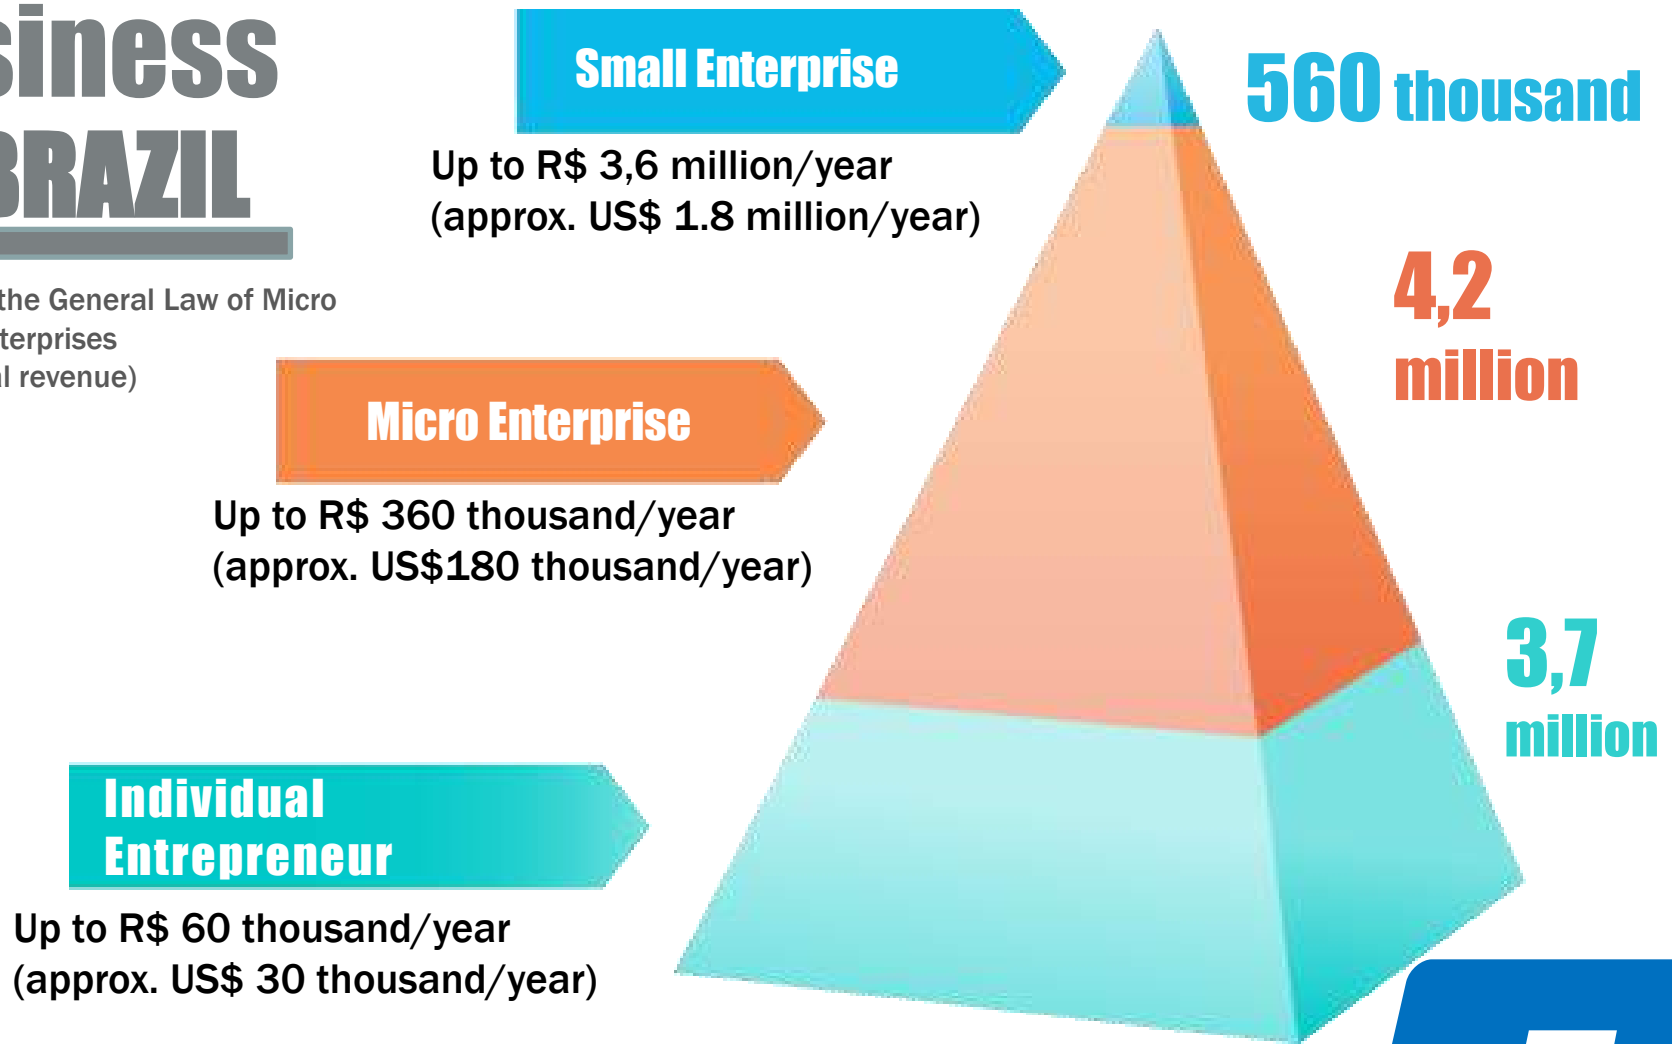 siness
BRAZIL
the General Law of Micro
terprises
al revenue)
Small Enterprise
560 thousand
Up to R$ 3,6 million/year
(approx. US$ 1.8 million/year)
4,2
million
Micro Enterprise
Up to R$ 360 thousand/year
(approx. US$180 thousand/year)
3,7
million
Individual
Entrepreneur
Up to R$ 60 thousand/year
(approx. US$ 30 thousand/year)